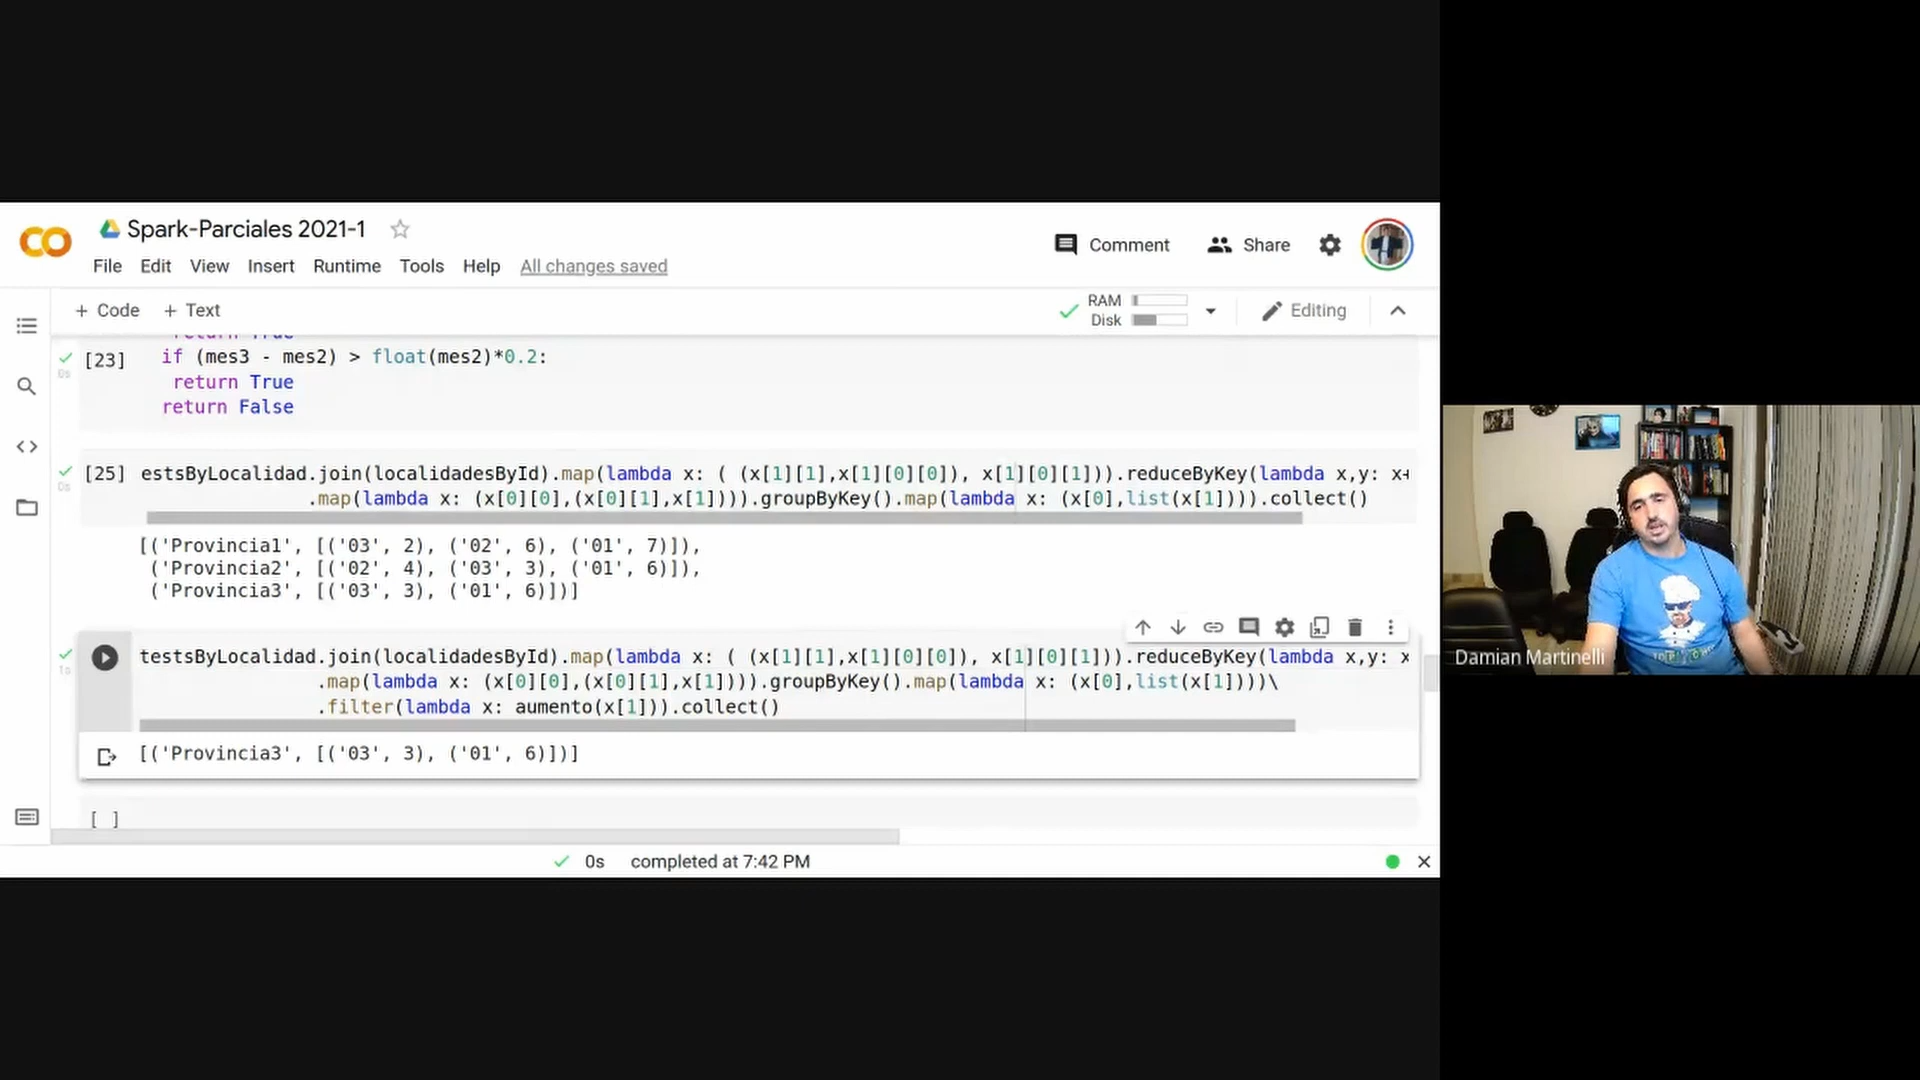 Spark-Parciales 2021-1
Comment
Share
File Edit View Insert Runtime Tools Help All changes saved
+ Code + Text
RAM
Disk
Editing
return True
[23] if (mes3 - mes2) > float(mes2)*0.2:
0s
return True
return False
[25] estsByLocalidad.join(localidadesById).map(lambda x: ( (x[1][1],x[1][0][0]), x[1][0][1])).reduceByKey(lambda x,y: x+
0s
.map(lambda x: (x[0][0],(x[0][1],x[1]))).groupByKey().map(lambda x: (x[0],list(x[1]))).collect()
[('Provincia1', [('03', 2), ('02', 6), ('01', 7)]),
('Provincia2', [('02', 4), ('03', 3), ('01', 6)]),
('Provincia3', [('03', 3), ('01', 6)])]
testsByLocalidad.join(localidadesById).map(lambda x: ( (x[1][1],x[1][0][0]), x[1][0][1])).reduceByKey(lambda x,y: x
1s
.map(lambda x: (x[0][0],(x[0][1],x[1]))).groupByKey().map(lambda x: (x[0],list(x[1])))\
.filter(lambda x: aumento(x[1])).collect()
[('Provincia3', [('03', 3), ('01', 6)])]
[ ]
0s completed at 7:42 PM
Damian Martinelli